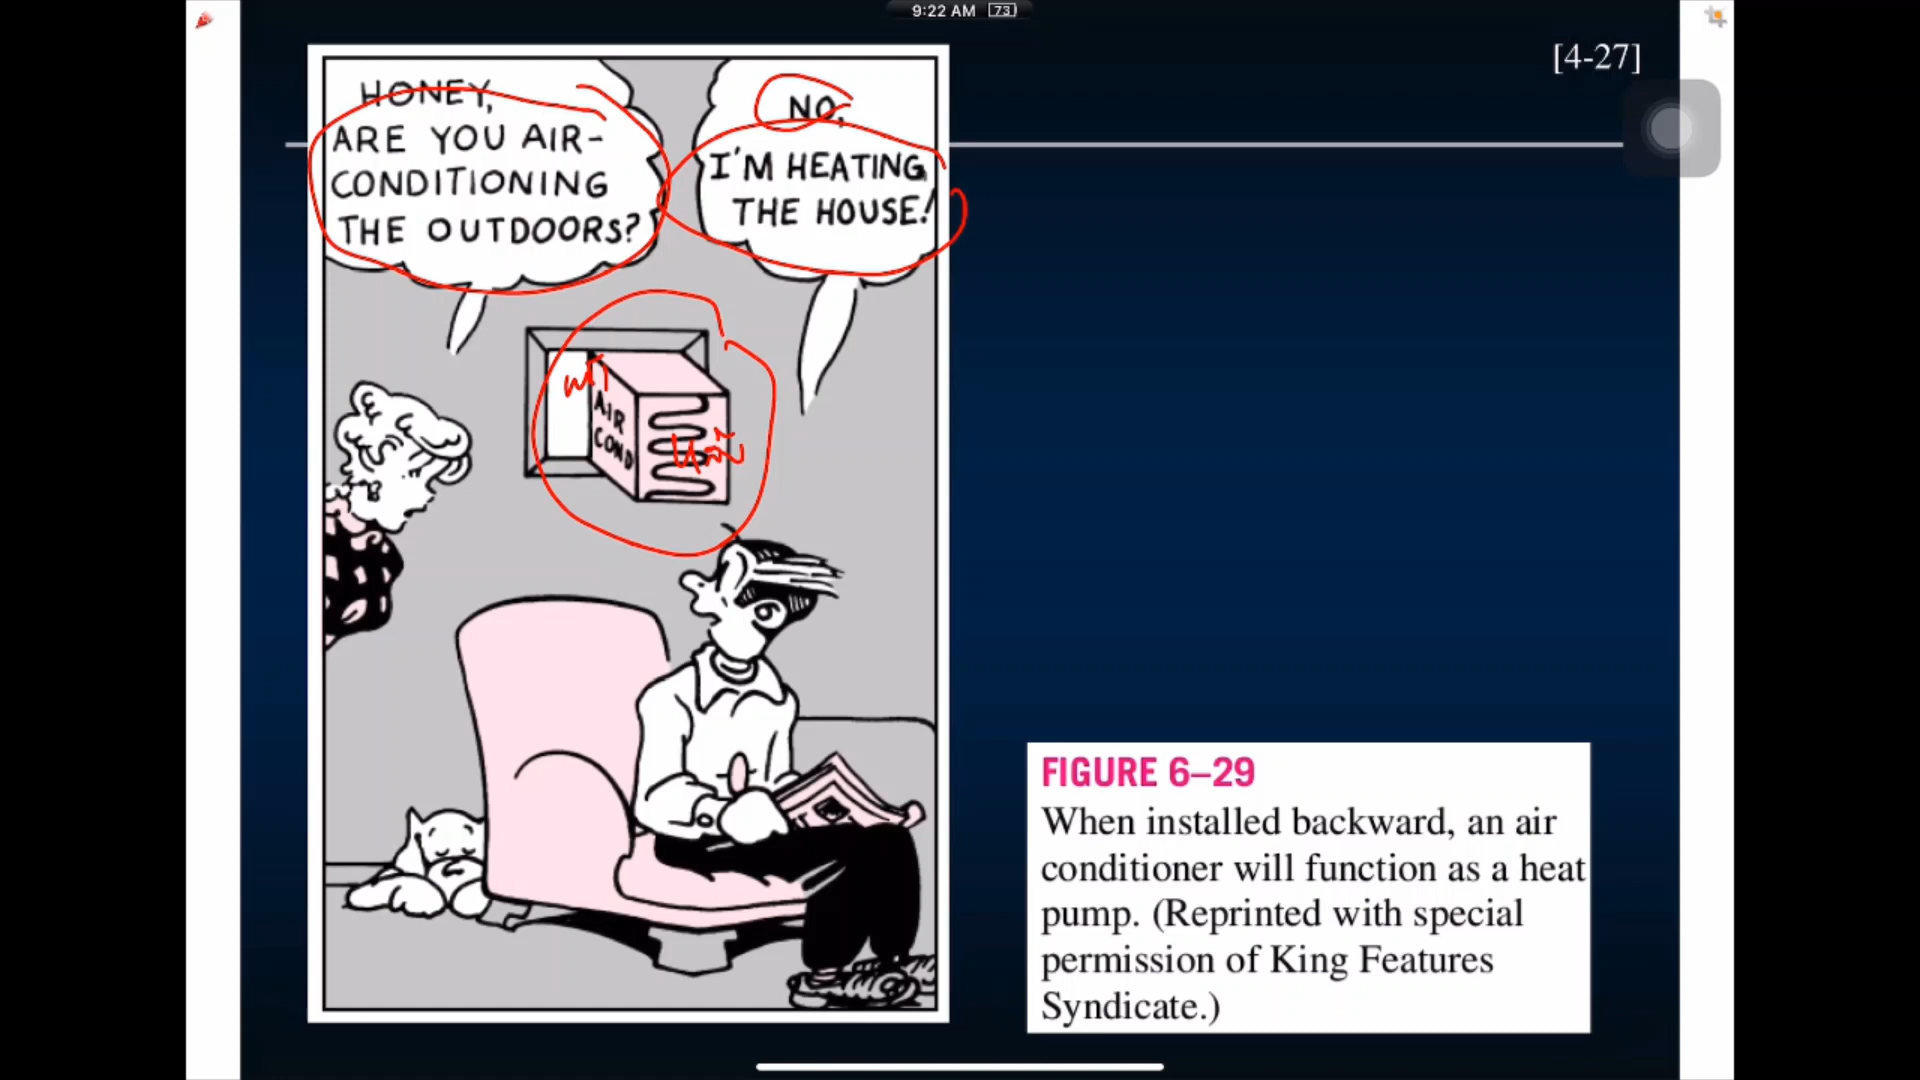 9:22 AM 73
[4-27]
HONEY,
ARE YOU AIR-
CONDITIONING
THE OUTDOORS?
NO,
I'M HEATING
THE HOUSE!
AIR
COND
FIGURE 6–29
When installed backward, an air
conditioner will function as a heat
pump. (Reprinted with special
permission of King Features
Syndicate.)